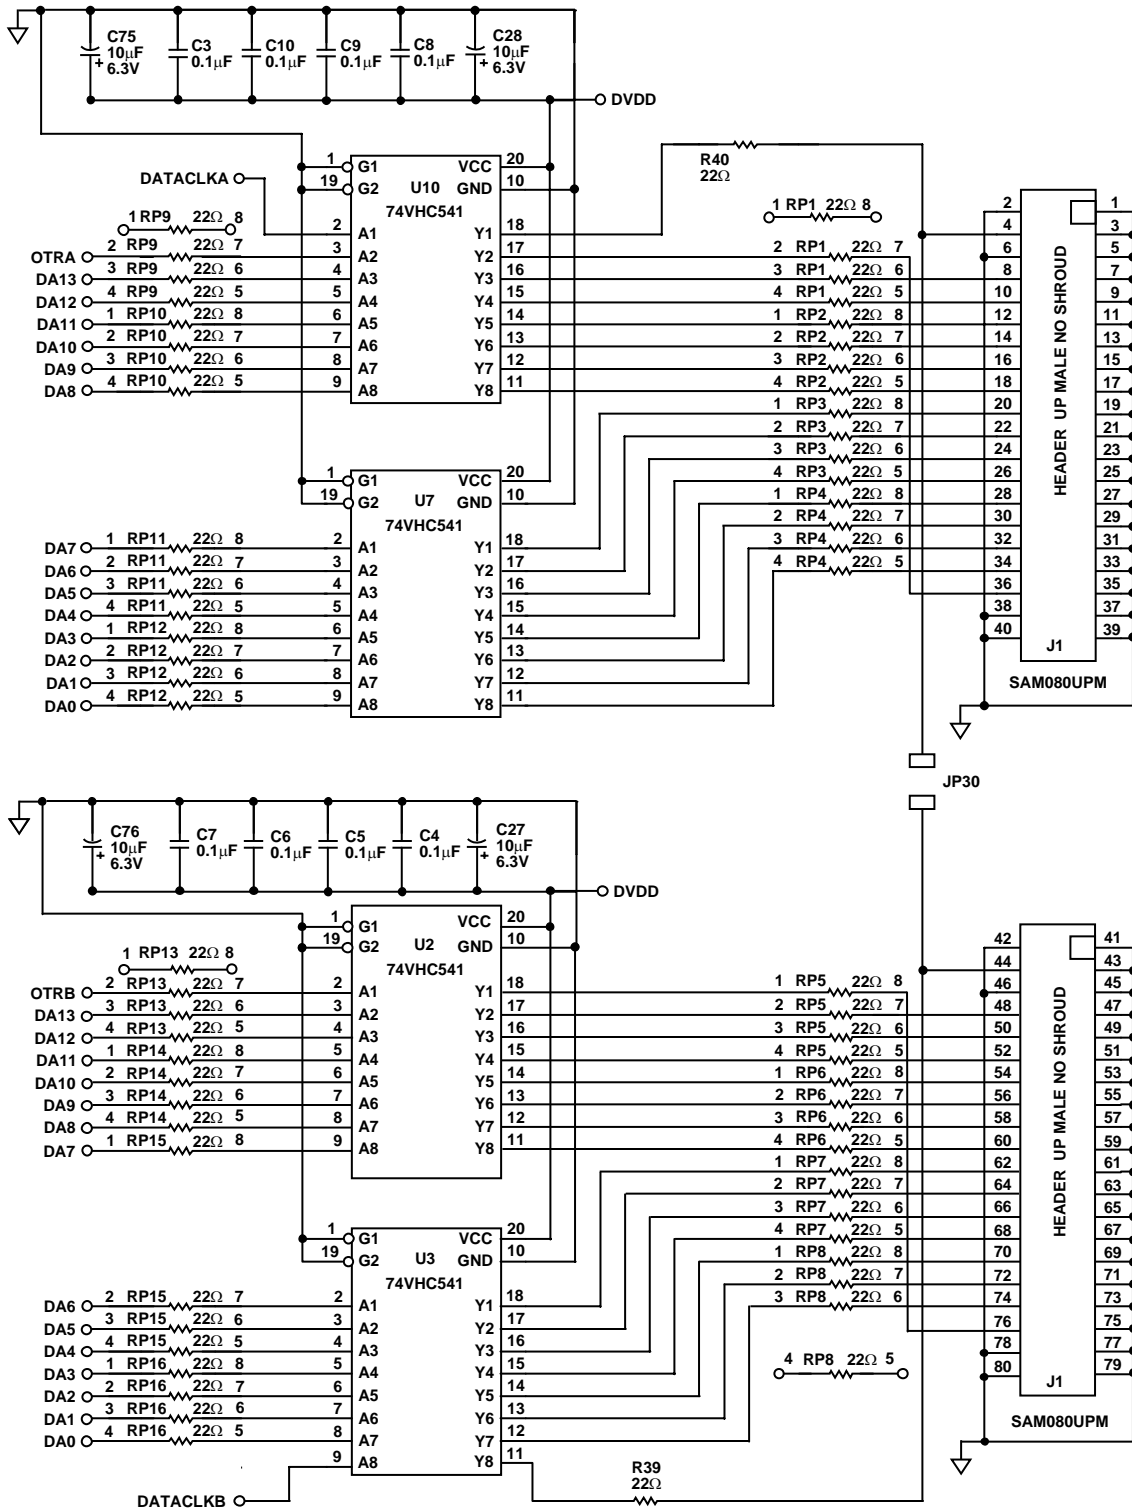 C75 10µF 6.3V +
C3 0.1µF
C10 0.1µF
C9 0.1µF
C8 0.1µF
C28 10µF 6.3V +
DVDD
R40 22Ω
DATACLKA
1 G1 VCC 20
19 G2 U10 GND 10
74VHC541
2 A1 Y1 18
3 A2 Y2 17
4 A3 Y3 16
5 A4 Y4 15
6 A5 Y5 14
7 A6 Y6 13
8 A7 Y7 12
9 A8 Y8 11
1 RP9 22Ω 8
OTRA 2 RP9 22Ω 7
DA13 3 RP9 22Ω 6
DA12 4 RP9 22Ω 5
DA11 1 RP10 22Ω 8
DA10 2 RP10 22Ω 7
DA9 3 RP10 22Ω 6
DA8 4 RP10 22Ω 5
1 RP1 22Ω 8
2 RP1 22Ω 7
3 RP1 22Ω 6
4 RP1 22Ω 5
1 RP2 22Ω 8
2 RP2 22Ω 7
3 RP2 22Ω 6
4 RP2 22Ω 5
1 RP3 22Ω 8
2 RP3 22Ω 7
3 RP3 22Ω 6
4 RP3 22Ω 5
1 RP4 22Ω 8
2 RP4 22Ω 7
3 RP4 22Ω 6
4 RP4 22Ω 5
2 1
4 3
6 5
8 7
10 9
12 11
14 13
16 15
18 17
20 19
22 21
24 23
26 25
28 27
30 29
32 31
34 33
36 35
38 37
40 39
HEADER UP MALE NO SHROUD
J1
SAM080UPM
1 G1 VCC 20
19 G2 U7 GND 10
74VHC541
2 A1 Y1 18
3 A2 Y2 17
4 A3 Y3 16
5 A4 Y4 15
6 A5 Y5 14
7 A6 Y6 13
8 A7 Y7 12
9 A8 Y8 11
DA7 1 RP11 22Ω 8
DA6 2 RP11 22Ω 7
DA5 3 RP11 22Ω 6
DA4 4 RP11 22Ω 5
DA3 1 RP12 22Ω 8
DA2 2 RP12 22Ω 7
DA1 3 RP12 22Ω 6
DA0 4 RP12 22Ω 5
JP30
C76 10µF 6.3V +
C7 0.1µF
C6 0.1µF
C5 0.1µF
C4 0.1µF
C27 10µF 6.3V +
DVDD
1 G1 VCC 20
19 G2 U2 GND 10
74VHC541
2 A1 Y1 18
3 A2 Y2 17
4 A3 Y3 16
5 A4 Y4 15
6 A5 Y5 14
7 A6 Y6 13
8 A7 Y7 12
9 A8 Y8 11
1 RP13 22Ω 8
OTRB 2 RP13 22Ω 7
DA13 3 RP13 22Ω 6
DA12 4 RP13 22Ω 5
DA11 1 RP14 22Ω 8
DA10 2 RP14 22Ω 7
DA9 3 RP14 22Ω 6
DA8 4 RP14 22Ω 5
DA7 1 RP15 22Ω 8
1 RP5 22Ω 8
2 RP5 22Ω 7
3 RP5 22Ω 6
4 RP5 22Ω 5
1 RP6 22Ω 8
2 RP6 22Ω 7
3 RP6 22Ω 6
4 RP6 22Ω 5
1 RP7 22Ω 8
2 RP7 22Ω 7
3 RP7 22Ω 6
4 RP7 22Ω 5
1 RP8 22Ω 8
2 RP8 22Ω 7
3 RP8 22Ω 6
4 RP8 22Ω 5
42 41
44 43
46 45
48 47
50 49
52 51
54 53
56 55
58 57
60 59
62 61
64 63
66 65
68 67
70 69
72 71
74 73
76 75
78 77
80 79
HEADER UP MALE NO SHROUD
J1
SAM080UPM
1 G1 VCC 20
19 G2 U3 GND 10
74VHC541
2 A1 Y1 18
3 A2 Y2 17
4 A3 Y3 16
5 A4 Y4 15
6 A5 Y5 14
7 A6 Y6 13
8 A7 Y7 12
9 A8 Y8 11
DA6 2 RP15 22Ω 7
DA5 3 RP15 22Ω 6
DA4 4 RP15 22Ω 5
DA3 1 RP16 22Ω 8
DA2 2 RP16 22Ω 7
DA1 3 RP16 22Ω 6
DA0 4 RP16 22Ω 5
R39 22Ω
DATACLKB